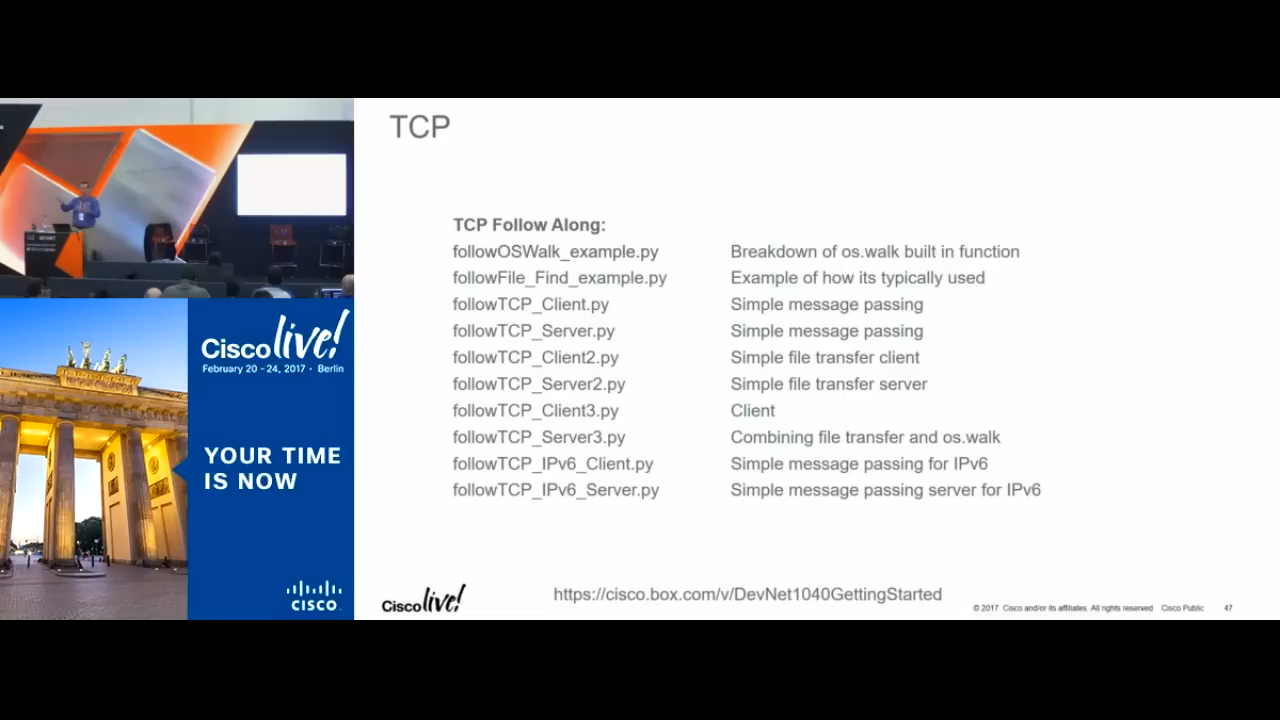 TCP
TCP Follow Along:
followOSWalk_example.py Breakdown of os.walk built in function
followFile_Find_example.py Example of how its typically used
followTCP_Client.py Simple message passing
followTCP_Server.py Simple message passing
followTCP_Client2.py Simple file transfer client
followTCP_Server2.py Simple file transfer server
followTCP_Client3.py Client
followTCP_Server3.py Combining file transfer and os.walk
followTCP_IPv6_Client.py Simple message passing for IPv6
followTCP_IPv6_Server.py Simple message passing server for IPv6
Cisco live!
https://cisco.box.com/v/DevNet1040GettingStarted
© 2017 Cisco and/or its affiliates. All rights reserved. Cisco Public 47
Cisco live!
February 20 - 24, 2017 · Berlin
YOUR TIME
IS NOW
CISCO